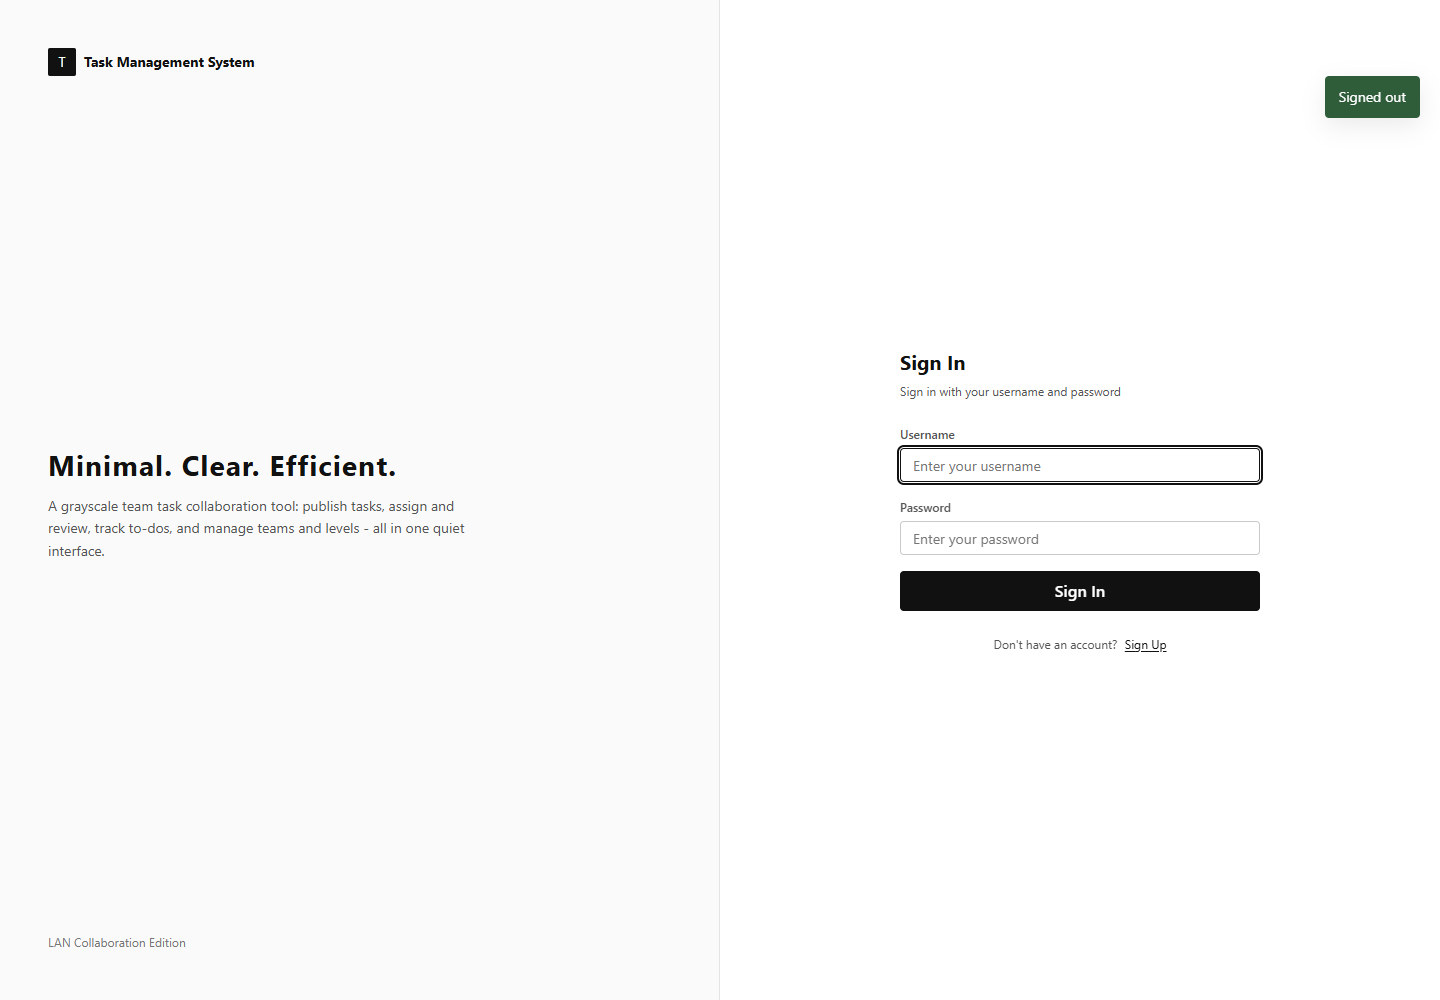 T
Task Management System
Signed out
Minimal. Clear. Efficient.
A grayscale team task collaboration tool: publish tasks, assign and
review, track to-dos, and manage teams and levels - all in one quiet
interface.
LAN Collaboration Edition
Sign In
Sign in with your username and password
Username
Enter your username
Password
Enter your password
Sign In
Don't have an account? Sign Up